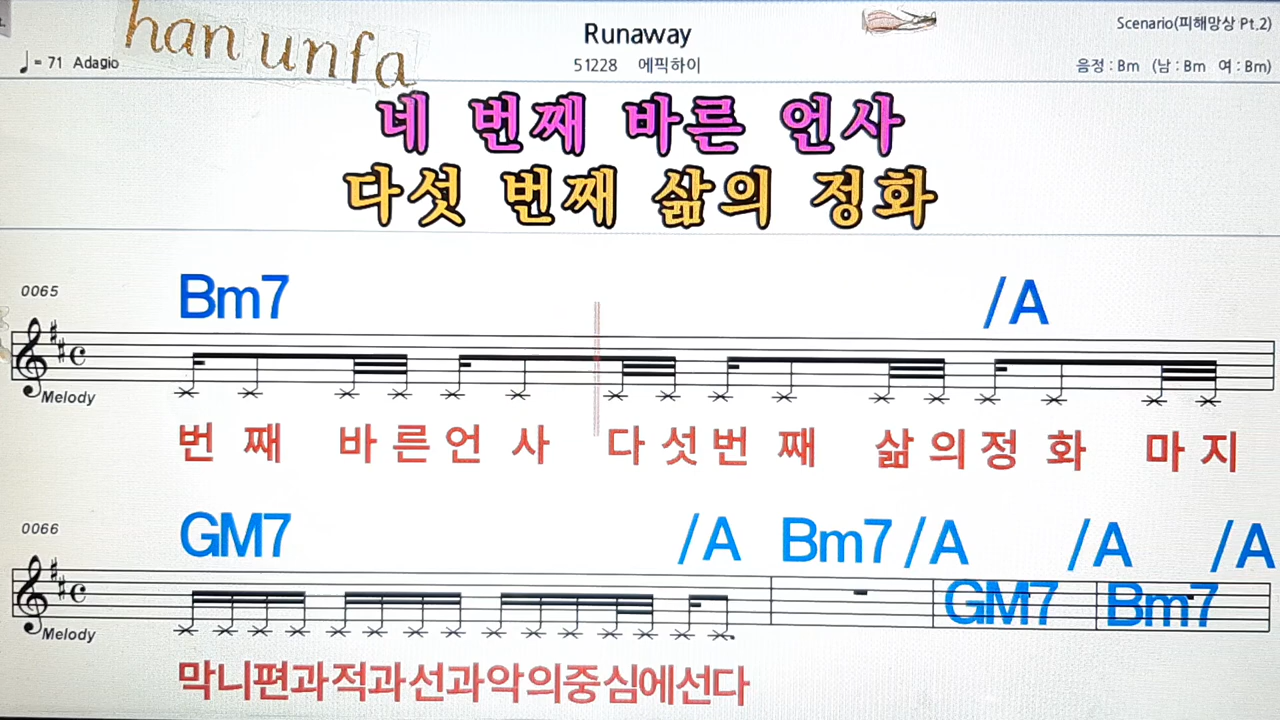 han unfa
Runaway
Scenario(피해망상 Pt.2)
♩= 71 Adagio
51228 에픽하이
음정 : Bm (남 : Bm 여 : Bm)
네 번째 바른 언사
다섯 번째 삶의 정화
0065
Bm7 /A
Melody
번 째 바 른 언 사 다 섯 번 째 삶 의 정 화 마 지
0066
GM7 /A Bm7 /A /A /A
GM7 Bm7
Melody
막니편과적과선과악의중심에선다